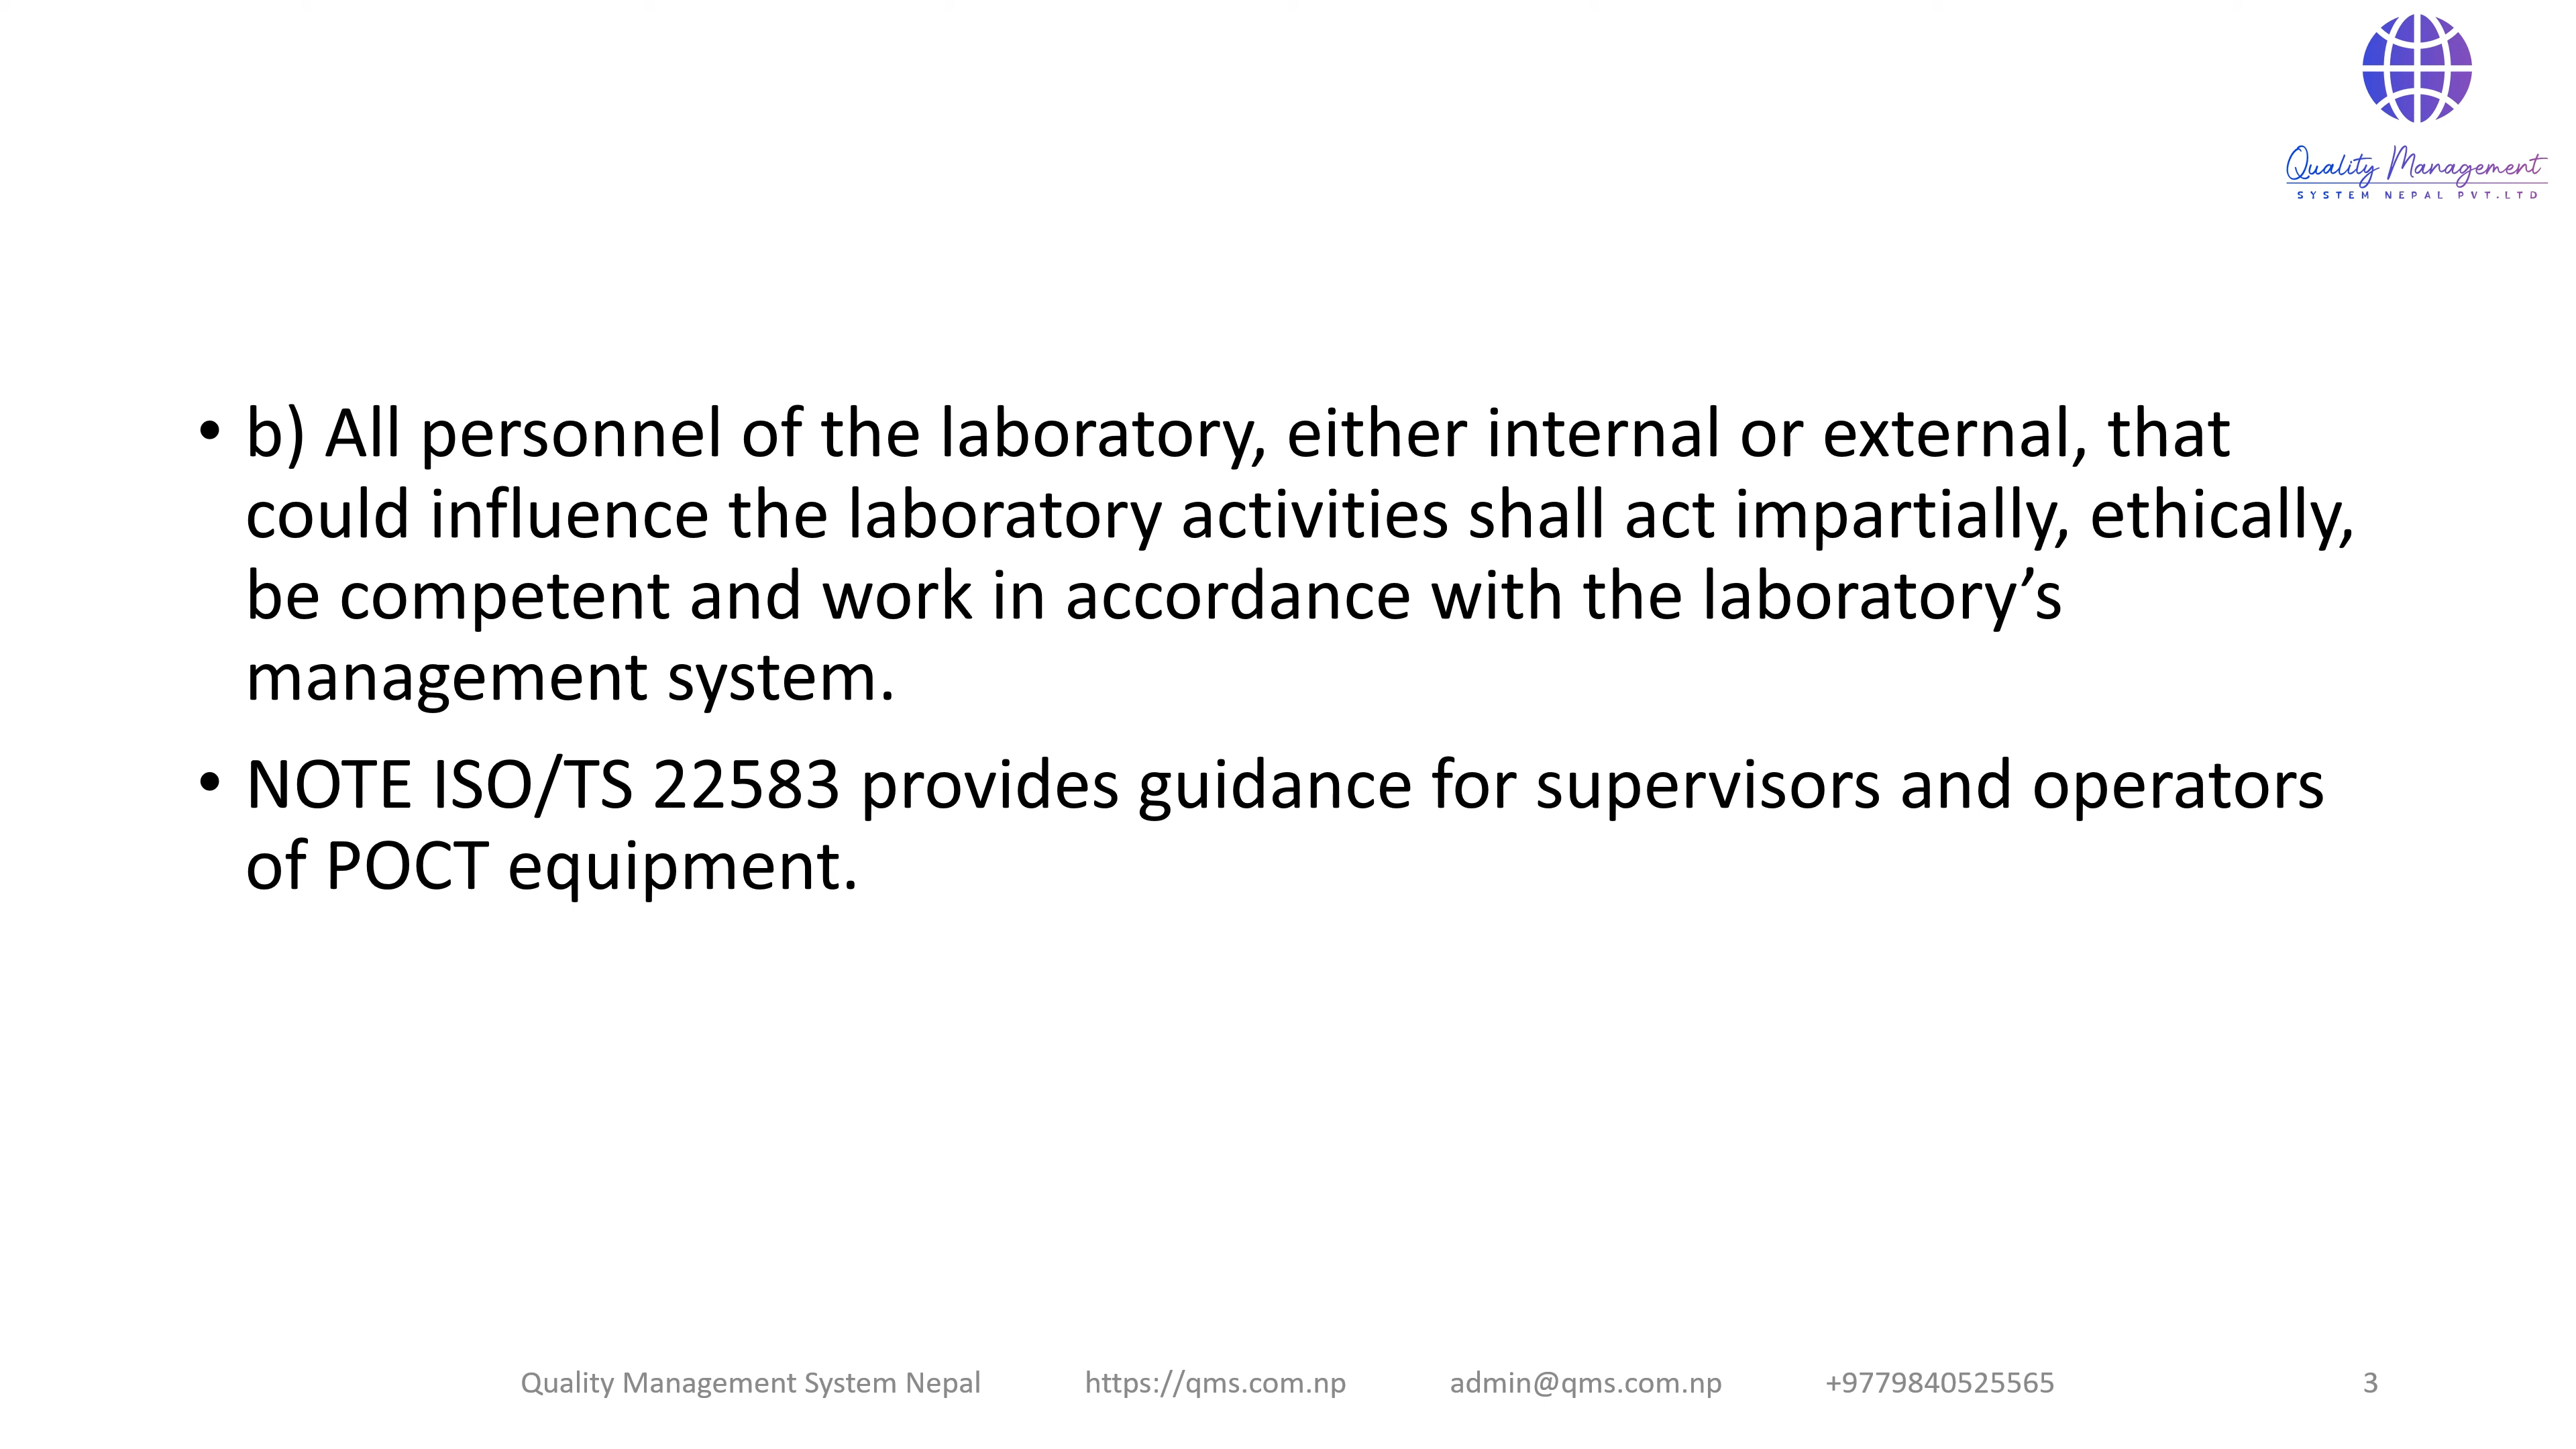 Quality Management
SYSTEM NEPAL PVT.LTD
• b) All personnel of the laboratory, either internal or external, that
could influence the laboratory activities shall act impartially, ethically,
be competent and work in accordance with the laboratory’s
management system.
• NOTE ISO/TS 22583 provides guidance for supervisors and operators
of POCT equipment.
Quality Management System Nepal https://qms.com.np admin@qms.com.np +9779840525565 3